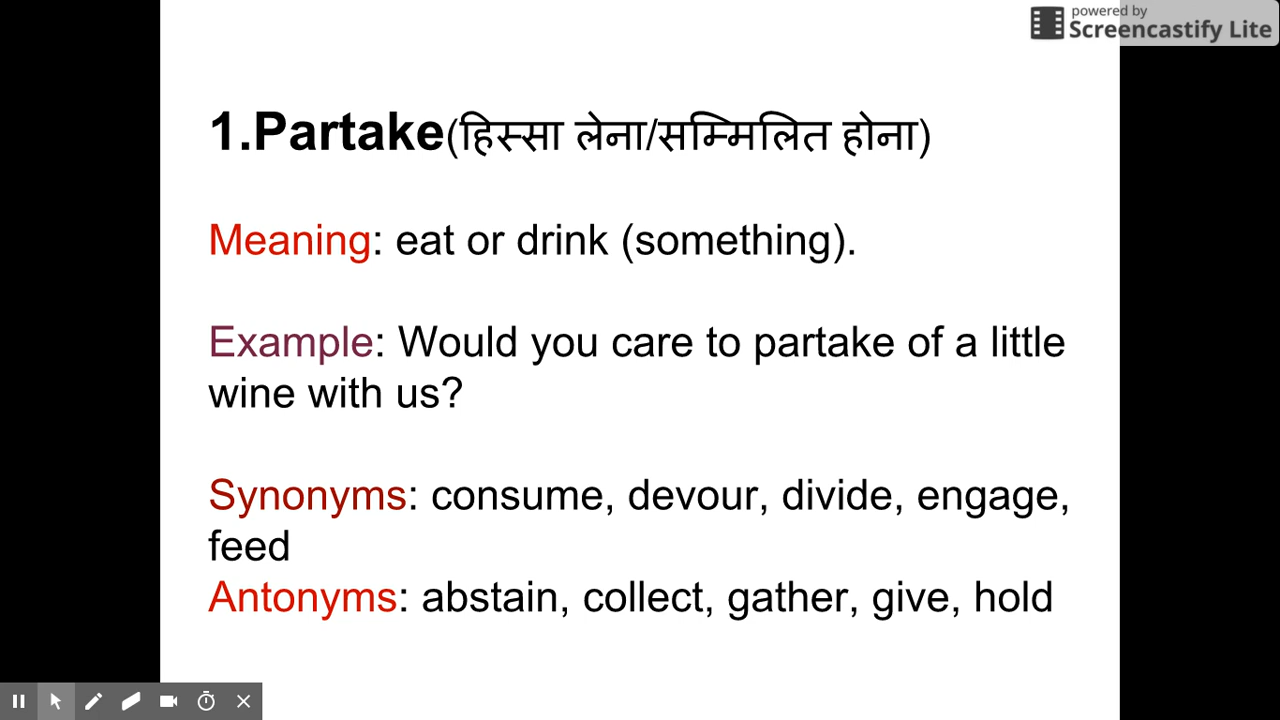 powered by
Screencastify Lite
1.Partake(हिस्सा लेना/सम्मिलित होना)
Meaning: eat or drink (something).
Example: Would you care to partake of a little
wine with us?
Synonyms: consume, devour, divide, engage,
feed
Antonyms: abstain, collect, gather, give, hold